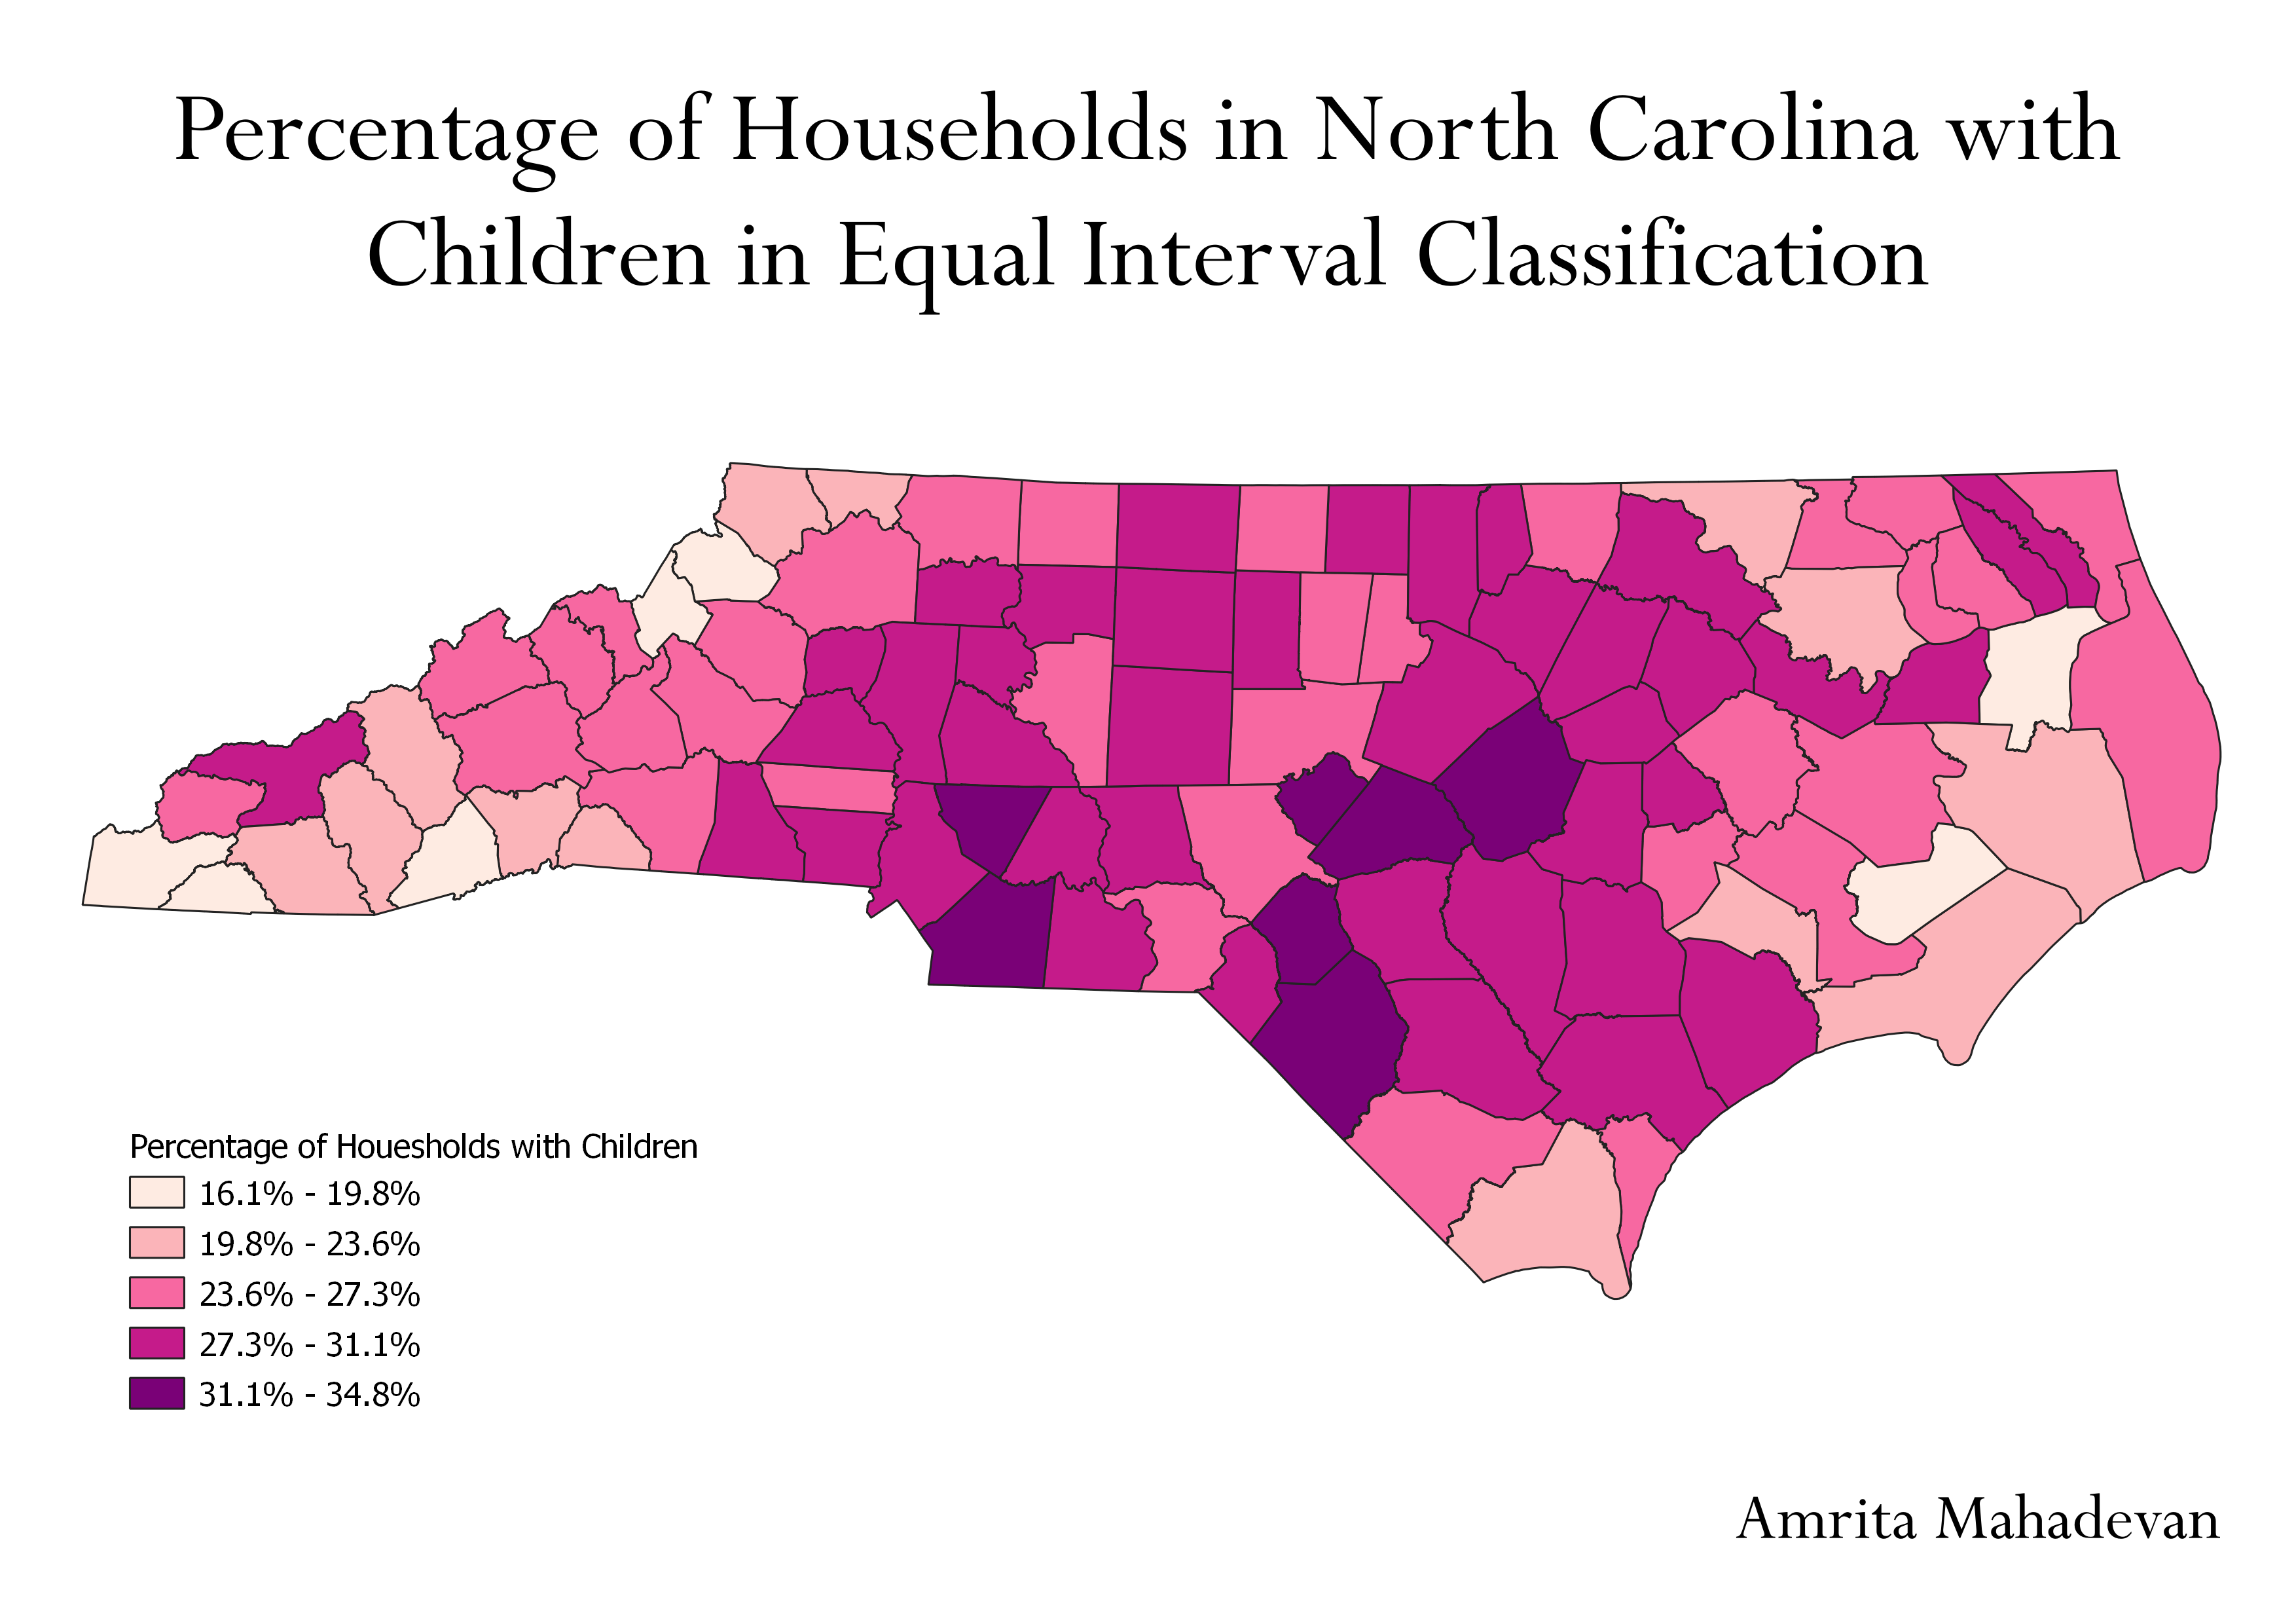 Percentage of Households in North Carolina with
Children in Equal Interval Classification
Percentage of Houesholds with Children
16.1% - 19.8%
19.8% - 23.6%
23.6% - 27.3%
27.3% - 31.1%
31.1% - 34.8%
Amrita Mahadevan